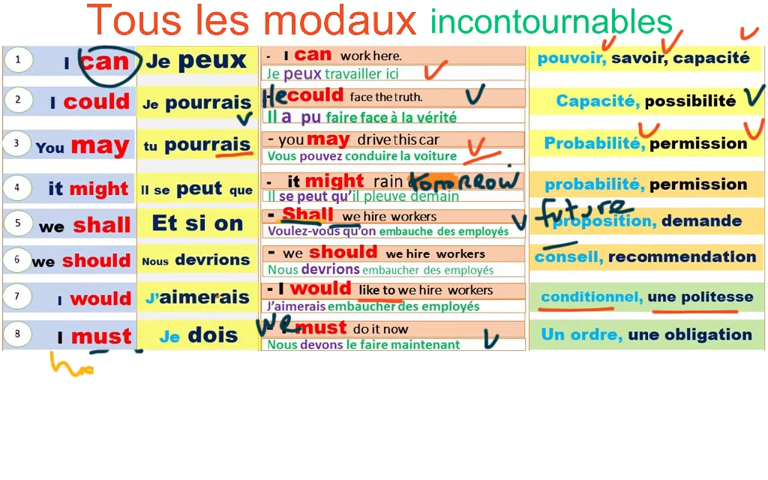 Tous les modaux incontournables
1 I can Je peux - I can work here. pouvoir, savoir, capacité
Je peux travailler ici
2 I could Je pourrais He could face the truth. Capacité, possibilité
Il a pu faire face à la vérité
3 You may tu pourrais - you may drive this car Probabilité, permission
Vous pouvez conduire la voiture
4 it might Il se peut que - it might rain tomorrow probabilité, permission
Il se peut qu'il pleuve demain
future
5 we shall Et si on - Shall we hire workers proposition, demande
Voulez-vous qu'on embauche des employés
6 we should Nous devrions - we should we hire workers conseil, recommendation
Nous devrions embaucher des employés
7 I would J'aimerais - I would like to we hire workers conditionnel, une politesse
J'aimerais embaucher des employés
8 I must Je dois We must do it now Un ordre, une obligation
Nous devons le faire maintenant